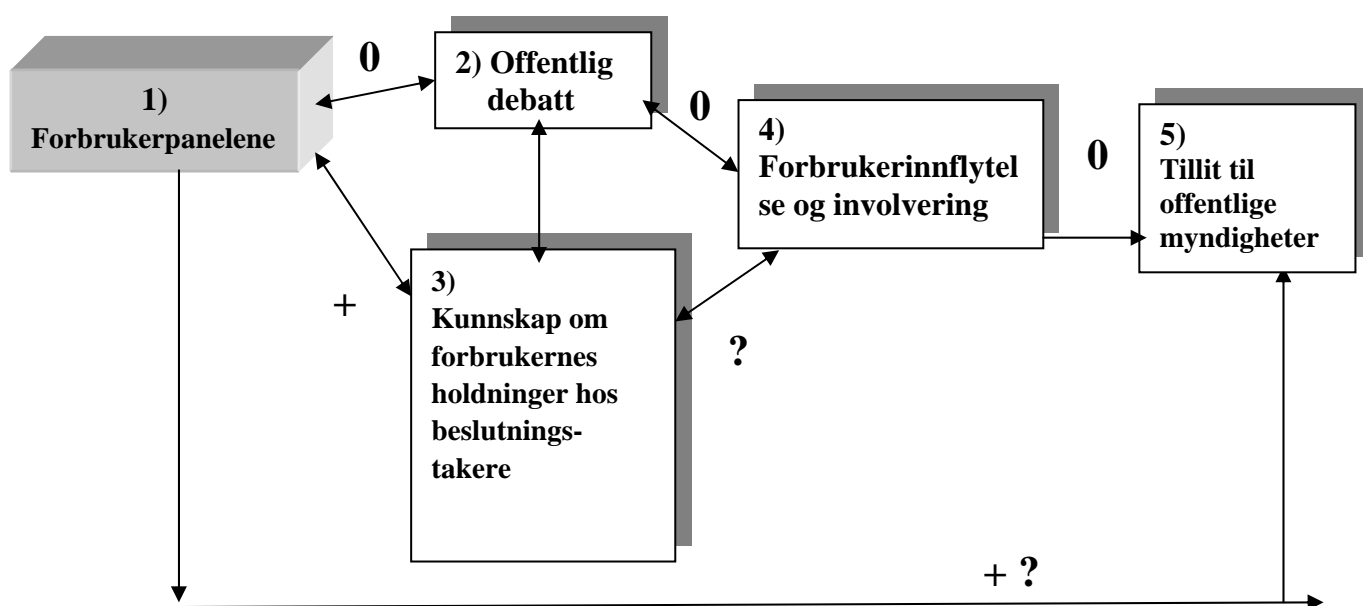 1)
Forbrukerpanelene
0
2) Offentlig
debatt
0
4)
Forbrukerinnflytel
se og involvering
0
5)
Tillit til
offentlige
myndigheter
+
3)
Kunnskap om
forbrukernes
holdninger hos
beslutnings-
takere
?
+ ?